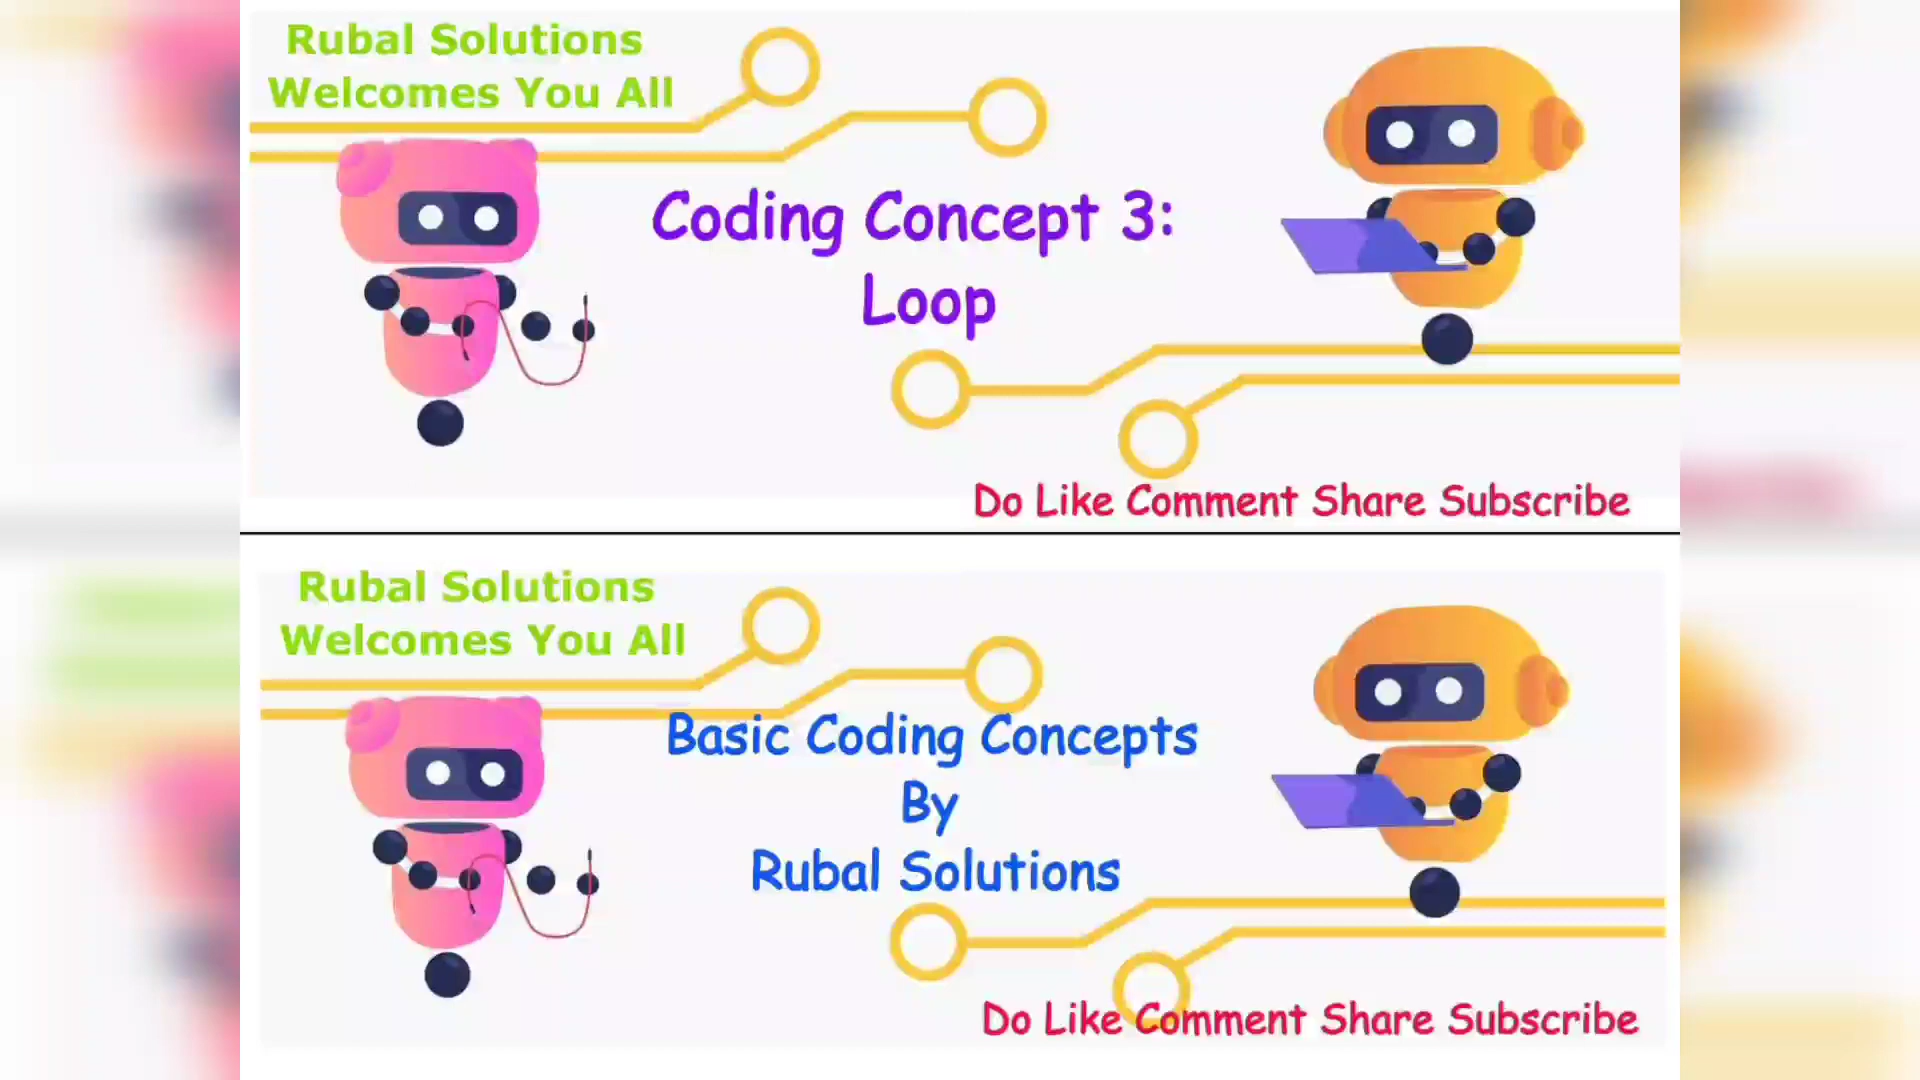 Rubal Solutions
Welcomes You All
Coding Concept 3:
Loop
Do Like Comment Share Subscribe
Rubal Solutions
Welcomes You All
Basic Coding Concepts
By
Rubal Solutions
Do Like Comment Share Subscribe